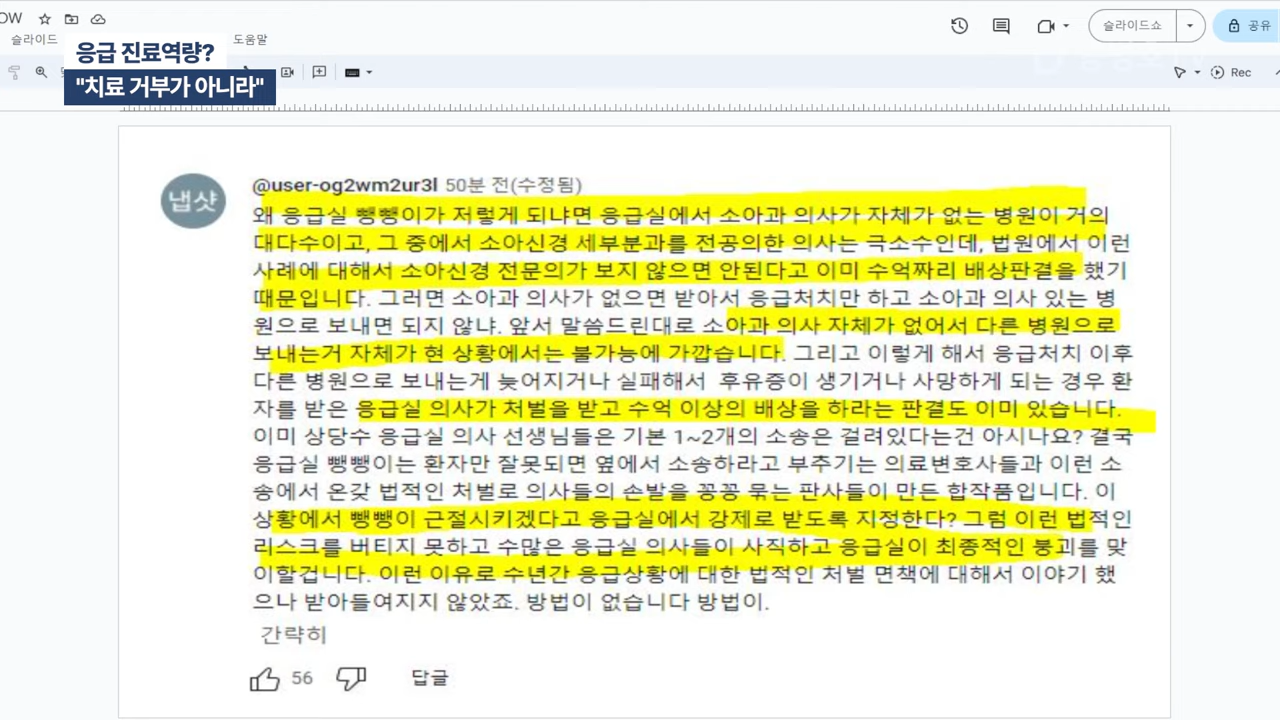 OW
슬라이드쇼
공유
슬라이드
도움말
응급 진료역량?
"치료 거부가 아니라"
Rec
냅샷
@user-og2wm2ur3l 50분 전(수정됨)
왜 응급실 뺑뺑이가 저렇게 되냐면 응급실에서 소아과 의사가 자체가 없는 병원이 거의
대다수이고, 그 중에서 소아신경 세부분과를 전공의한 의사는 극소수인데, 법원에서 이런
사례에 대해서 소아신경 전문의가 보지 않으면 안된다고 이미 수억짜리 배상판결을 했기
때문입니다. 그러면 소아과 의사가 없으면 받아서 응급처치만 하고 소아과 의사 있는 병
원으로 보내면 되지 않냐. 앞서 말씀드린대로 소아과 의사 자체가 없어서 다른 병원으로
보내는거 자체가 현 상황에서는 불가능에 가깝습니다. 그리고 이렇게 해서 응급처치 이후
다른 병원으로 보내는게 늦어지거나 실패해서 후유증이 생기거나 사망하게 되는 경우 환
자를 받은 응급실 의사가 처벌을 받고 수억 이상의 배상을 하라는 판결도 이미 있습니다.
이미 상당수 응급실 의사 선생님들은 기본 1~2개의 소송은 걸려있다는건 아시나요? 결국
응급실 뺑뺑이는 환자만 잘못되면 옆에서 소송하라고 부추기는 의료변호사들과 이런 소
송에서 온갖 법적인 처벌로 의사들의 손발을 꽁꽁 묶는 판사들이 만든 합작품입니다. 이
상황에서 뺑뺑이 근절시키겠다고 응급실에서 강제로 받도록 지정한다? 그럼 이런 법적인
리스크를 버티지 못하고 수많은 응급실 의사들이 사직하고 응급실이 최종적인 붕괴를 맞
이할겁니다. 이런 이유로 수년간 응급상황에 대한 법적인 처벌 면책에 대해서 이야기 했
으나 받아들여지지 않았죠. 방법이 없습니다 방법이.
간략히
56
답글